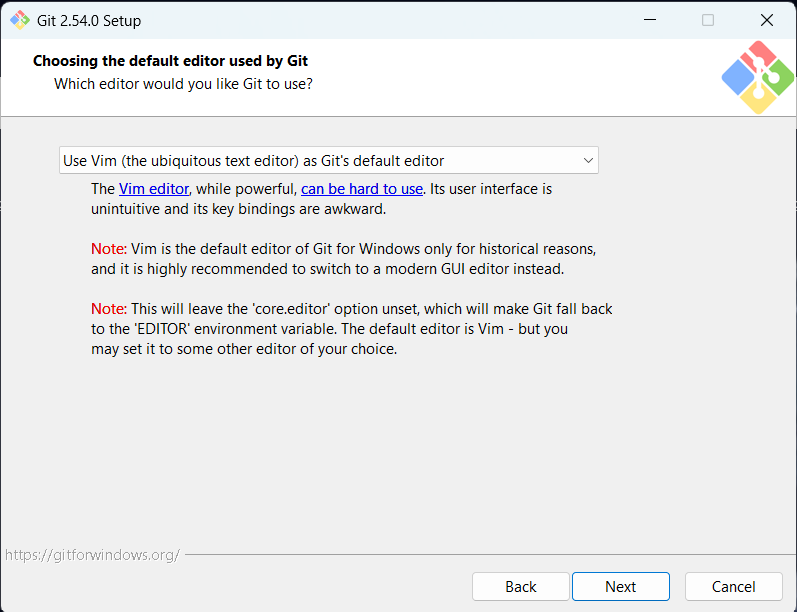 Git 2.54.0 Setup
Choosing the default editor used by Git
Which editor would you like Git to use?
Use Vim (the ubiquitous text editor) as Git's default editor
The Vim editor, while powerful, can be hard to use. Its user interface is
unintuitive and its key bindings are awkward.
Note: Vim is the default editor of Git for Windows only for historical reasons,
and it is highly recommended to switch to a modern GUI editor instead.
Note: This will leave the 'core.editor' option unset, which will make Git fall back
to the 'EDITOR' environment variable. The default editor is Vim - but you
may set it to some other editor of your choice.
https://gitforwindows.org/
Back Next Cancel